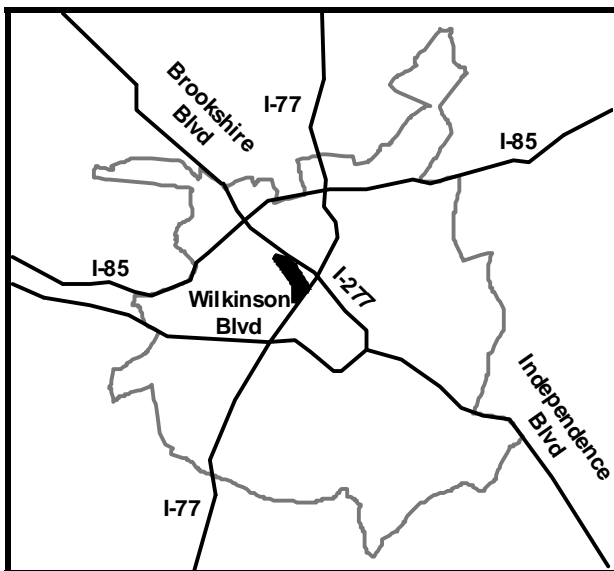 Brookshire
Blvd
I-77
I-85
I-85
I-277
Wilkinson
Blvd
Independence
Blvd
I-77